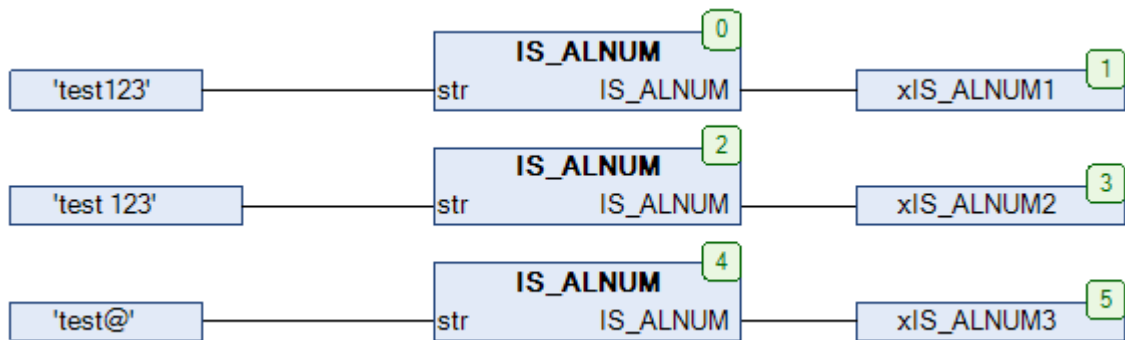 0
IS_ALNUM
1
'test123' str IS_ALNUM xIS_ALNUM1
2
IS_ALNUM
3
'test 123' str IS_ALNUM xIS_ALNUM2
4
IS_ALNUM
5
'test@' str IS_ALNUM xIS_ALNUM3